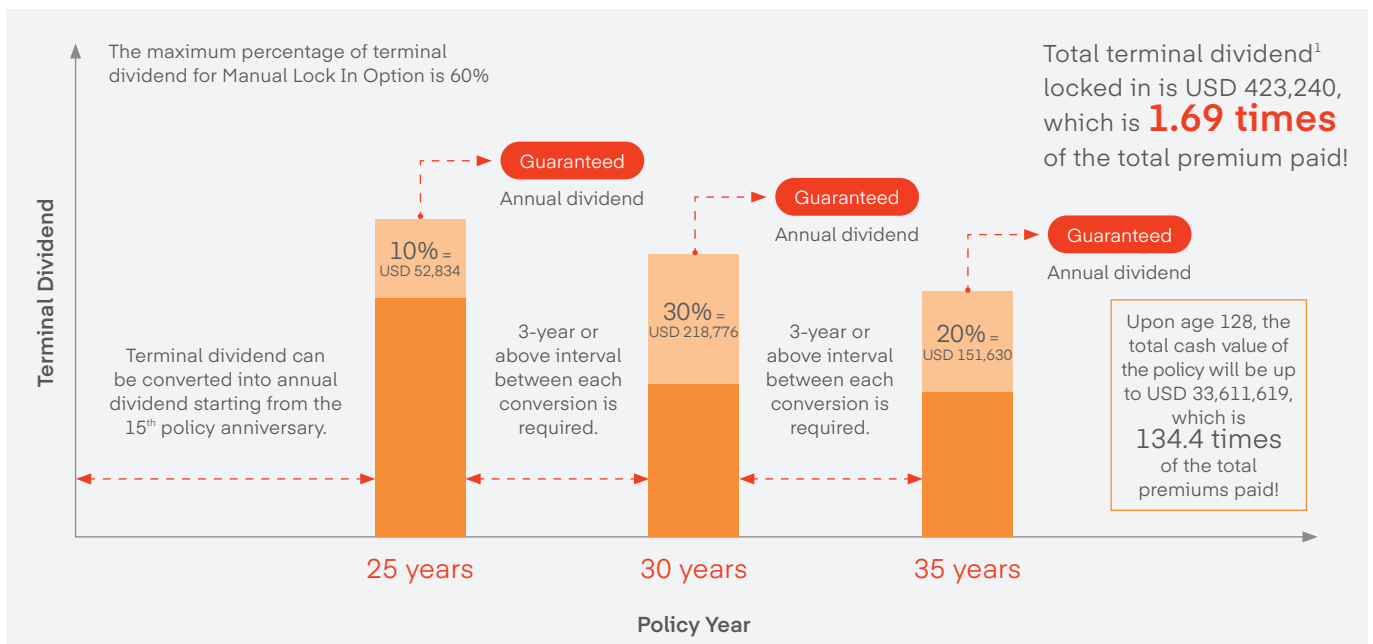 The maximum percentage of terminal
dividend for Manual Lock In Option is 60%
Total terminal dividend¹
locked in is USD 423,240,
which is 1.69 times
of the total premium paid!
Terminal Dividend
Guaranteed
Annual dividend
Guaranteed
Annual dividend
Guaranteed
Annual dividend
10% =
USD 52,834
30% =
USD 218,776
20% =
USD 151,630
Terminal dividend can
be converted into annual
dividend starting from the
15th policy anniversary.
3-year or
above interval
between each
conversion is
required.
3-year or
above interval
between each
conversion is
required.
Upon age 128, the
total cash value of
the policy will be up
to USD 33,611,619,
which is
134.4 times
of the total
premiums paid!
25 years
30 years
35 years
Policy Year